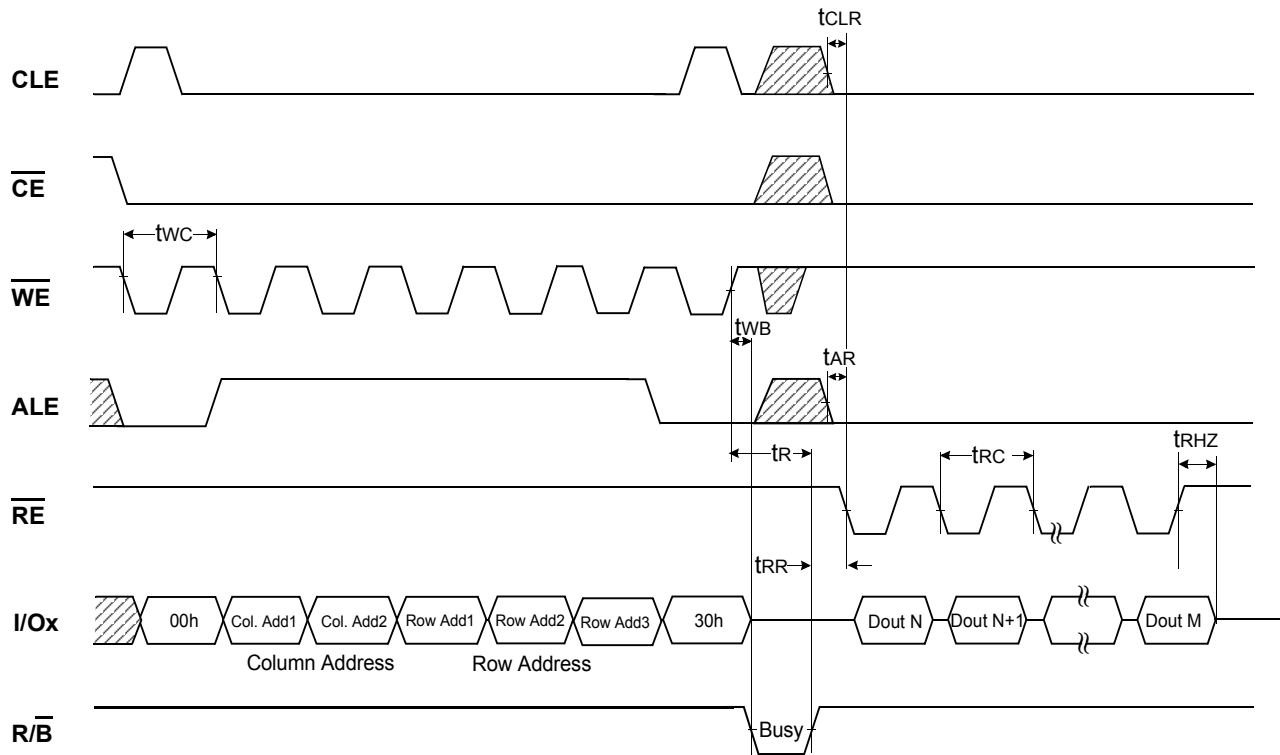 tCLR
CLE
CE
tWC
WE
tWB
tAR
ALE
tR
tRC
tRHZ
RE
tRR
I/Ox
00h
Col. Add1
Col. Add2
Row Add1
Row Add2
Row Add3
30h
Dout N
Dout N+1
Dout M
Column Address
Row Address
R/B
Busy